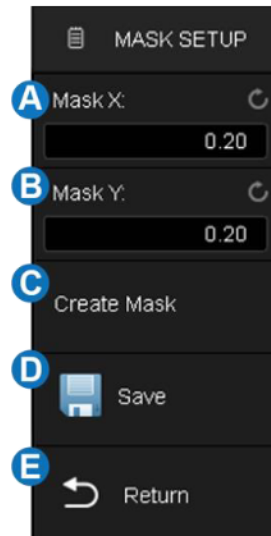 MASK SETUP
A Mask X:
0.20
B Mask Y:
0.20
C
Create Mask
D
Save
E
Return